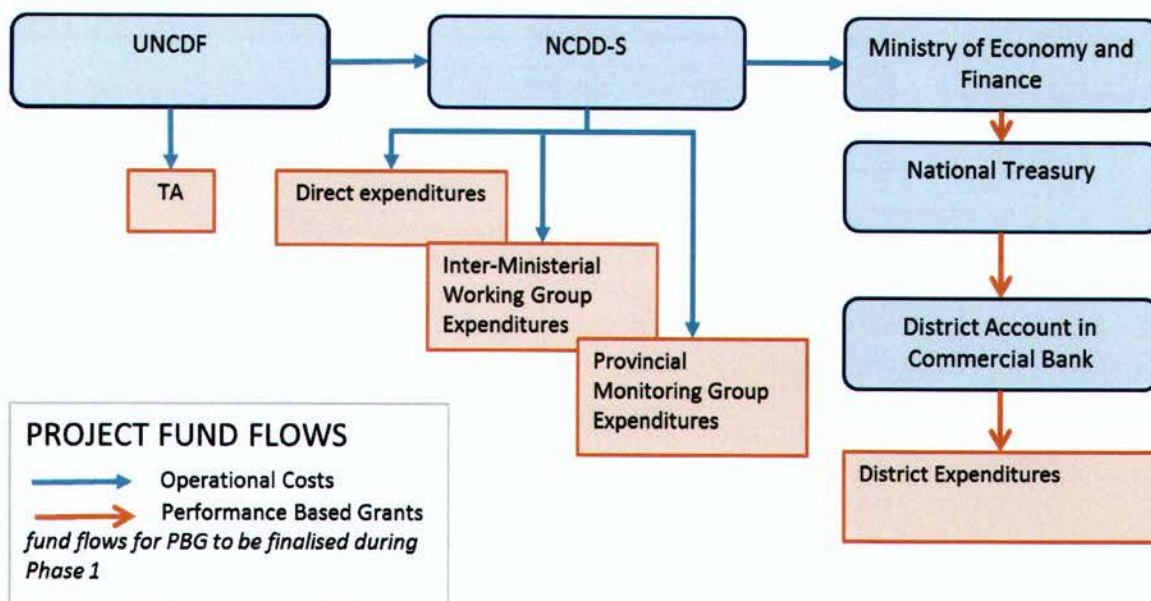 UNCDF
NCDD-S
Ministry of Economy and
Finance
National Treasury
TA
Direct expenditures
Inter-Ministerial
Working Group
Expenditures
District Account in
Commercial Bank
Provincial
Monitoring Group
Expenditures
District Expenditures
PROJECT FUND FLOWS
Operational Costs
Performance Based Grants
fund flows for PBG to be finalised during
Phase 1